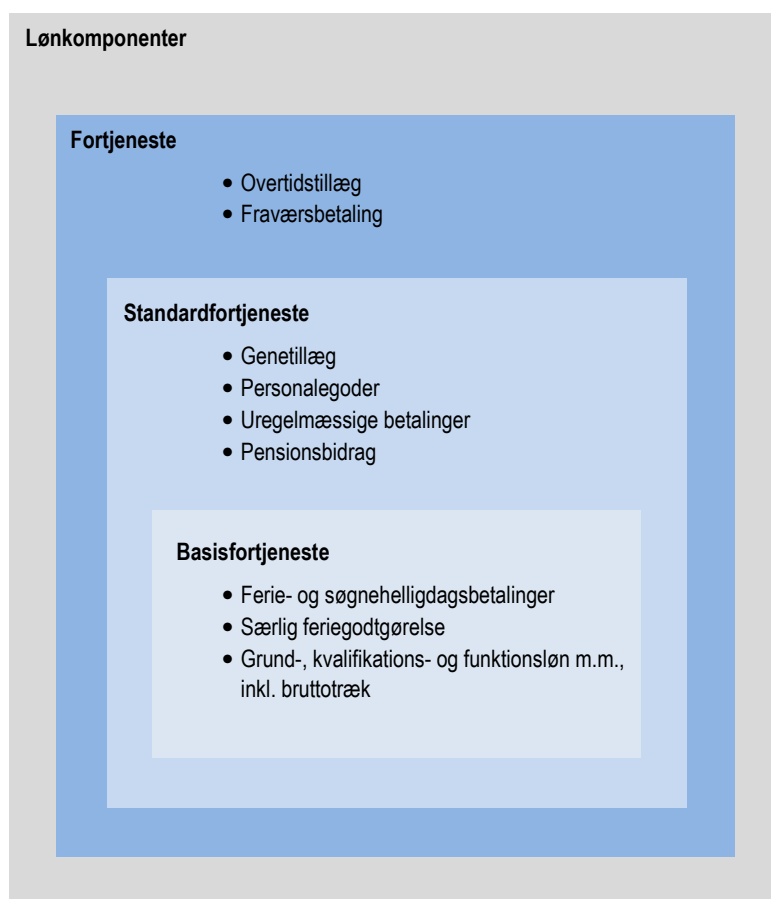 Lønkomponenter
Fortjeneste
• Overtidstillæg
• Fraværsbetaling
Standardfortjeneste
• Genetillæg
• Personalegoder
• Uregelmæssige betalinger
• Pensionsbidrag
Basisfortjeneste
• Ferie- og søgnehelligdagsbetalinger
• Særlig feriegodtgørelse
• Grund-, kvalifikations- og funktionsløn m.m.,
inkl. bruttotræk